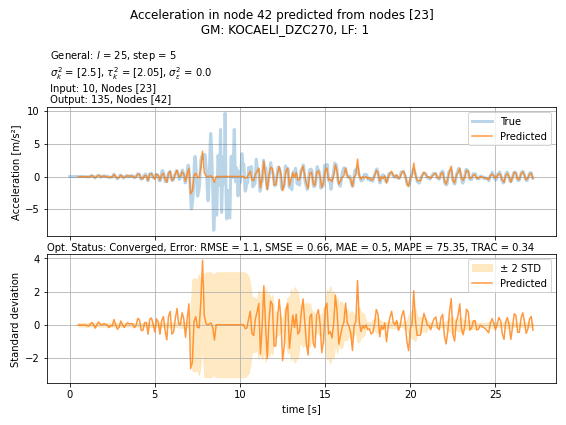 Acceleration in node 42 predicted from nodes [23]
GM: KOCAELI_DZC270, LF: 1
General: l = 25, step = 5
σ²ₖ = [2.5], τ²ₖ = [2.05], σ²ε = 0.0
Input: 10, Nodes [23]
Output: 135, Nodes [42]
10
5
0
−5
Acceleration [m/s²]
True
Predicted
Opt. Status: Converged, Error: RMSE = 1.1, SMSE = 0.66, MAE = 0.5, MAPE = 75.35, TRAC = 0.34
4
2
0
−2
Standard deviation
± 2 STD
Predicted
0 5 10 15 20 25
time [s]